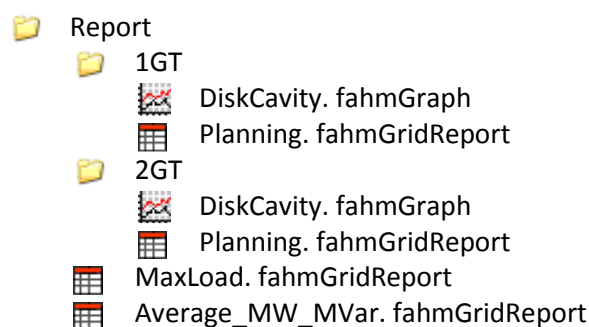 Report
1GT
DiskCavity. fahmGraph
Planning. fahmGridReport
2GT
DiskCavity. fahmGraph
Planning. fahmGridReport
MaxLoad. fahmGridReport
Average_MW_MVar. fahmGridReport